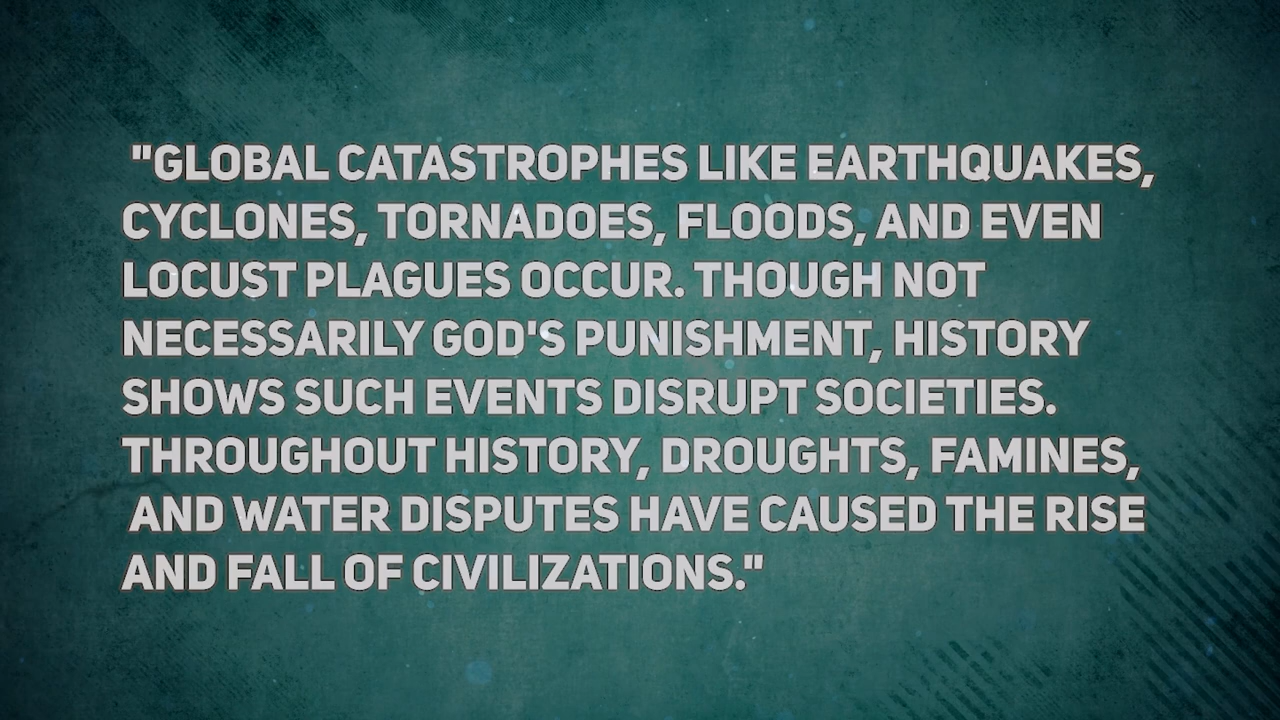 "GLOBAL CATASTROPHES LIKE EARTHQUAKES,
CYCLONES, TORNADOES, FLOODS, AND EVEN
LOCUST PLAGUES OCCUR. THOUGH NOT
NECESSARILY GOD'S PUNISHMENT, HISTORY
SHOWS SUCH EVENTS DISRUPT SOCIETIES.
THROUGHOUT HISTORY, DROUGHTS, FAMINES,
AND WATER DISPUTES HAVE CAUSED THE RISE
AND FALL OF CIVILIZATIONS."